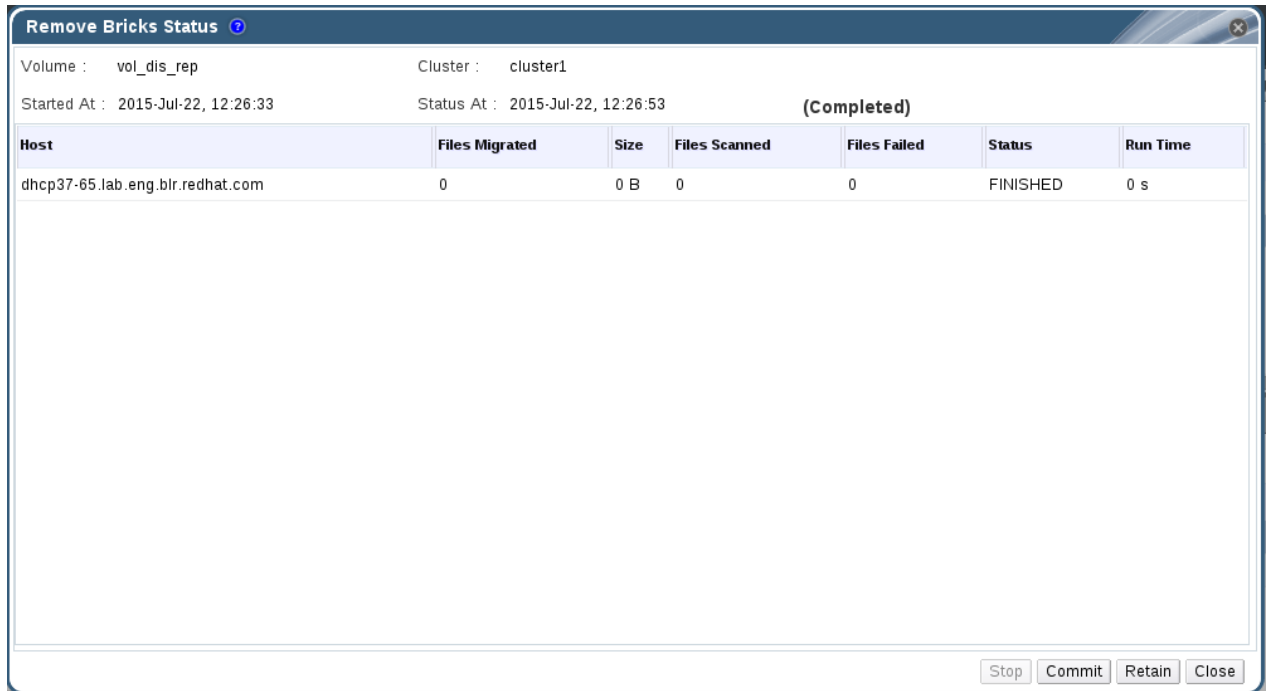 Remove Bricks Status ?
Volume : vol_dis_rep Cluster : cluster1
Started At : 2015-Jul-22, 12:26:33 Status At : 2015-Jul-22, 12:26:53 (Completed)
Host Files Migrated Size Files Scanned Files Failed Status Run Time
dhcp37-65.lab.eng.blr.redhat.com 0 0 B 0 0 FINISHED 0 s
Stop Commit Retain Close